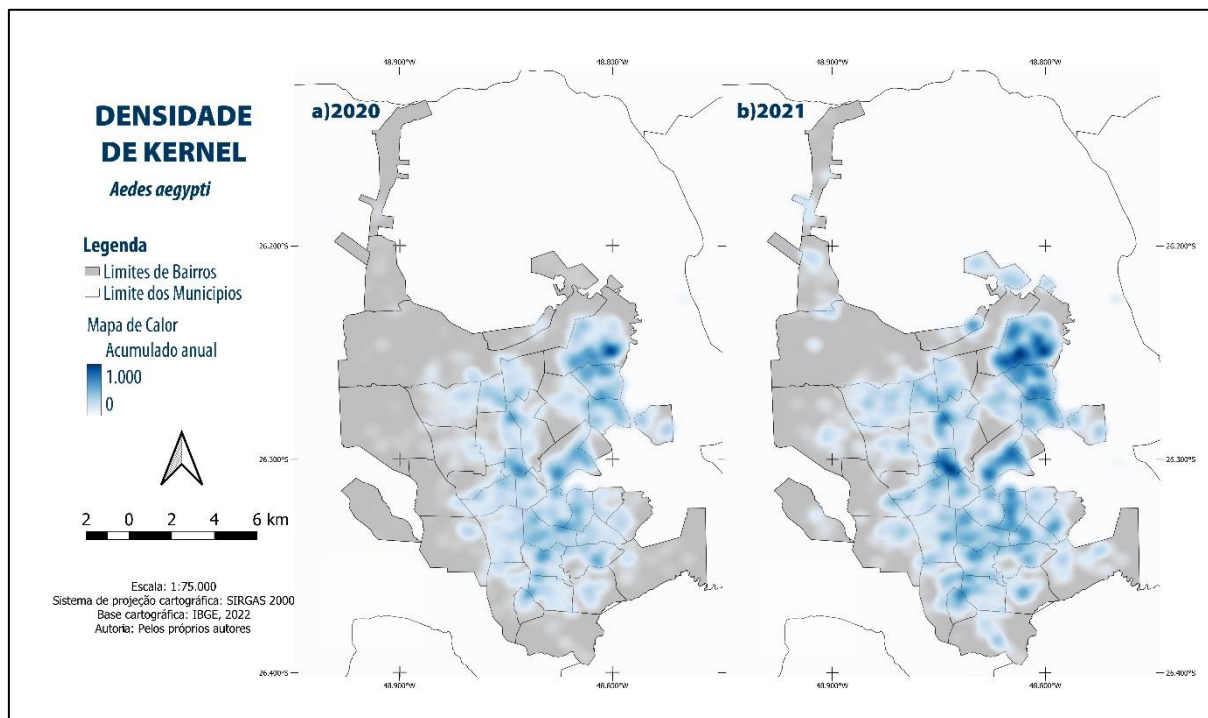 DENSIDADE
DE KERNEL
Aedes aegypti
Legenda
Limites de Bairros
Limite dos Municipios
Mapa de Calor
Acumulado anual
1.000
0
2 0 2 4 6 km
Escala: 1:75.000
Sistema de projeção cartográfica: SIRGAS 2000
Base cartográfica: IBGE, 2022
Autoria: Pelos próprios autores
48.900°W 48.800°W 48.900°W 48.800°W
a)2020 b)2021
26.200°S 26.200°S
26.300°S 26.300°S
26.400°S 26.400°S
48.900°W 48.800°W 48.900°W 48.800°W